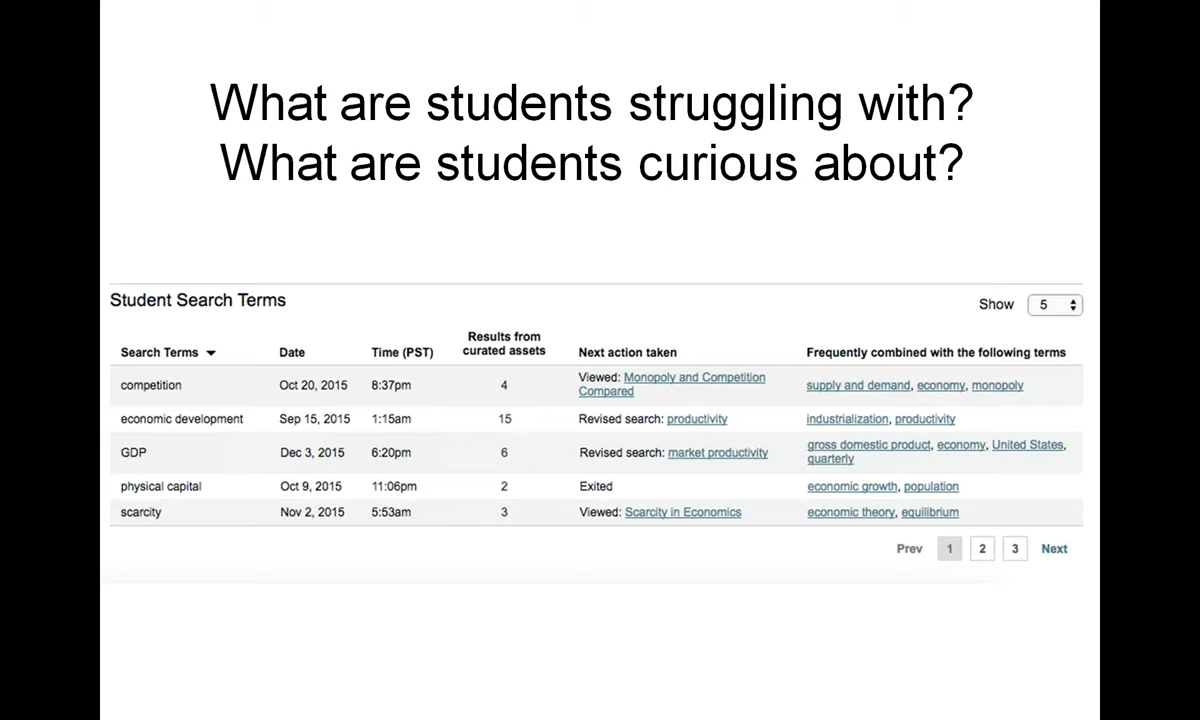 What are students struggling with?
What are students curious about?
Student Search Terms
Show 5
Search Terms Date Time (PST) Results from curated assets Next action taken Frequently combined with the following terms
competition Oct 20, 2015 8:37pm 4 Viewed: Monopoly and Competition Compared supply and demand, economy, monopoly
economic development Sep 15, 2015 1:15am 15 Revised search: productivity industrialization, productivity
GDP Dec 3, 2015 6:20pm 6 Revised search: market productivity gross domestic product, economy, United States, quarterly
physical capital Oct 9, 2015 11:06pm 2 Exited economic growth, population
scarcity Nov 2, 2015 5:53am 3 Viewed: Scarcity in Economics economic theory, equilibrium
Prev 1 2 3 Next